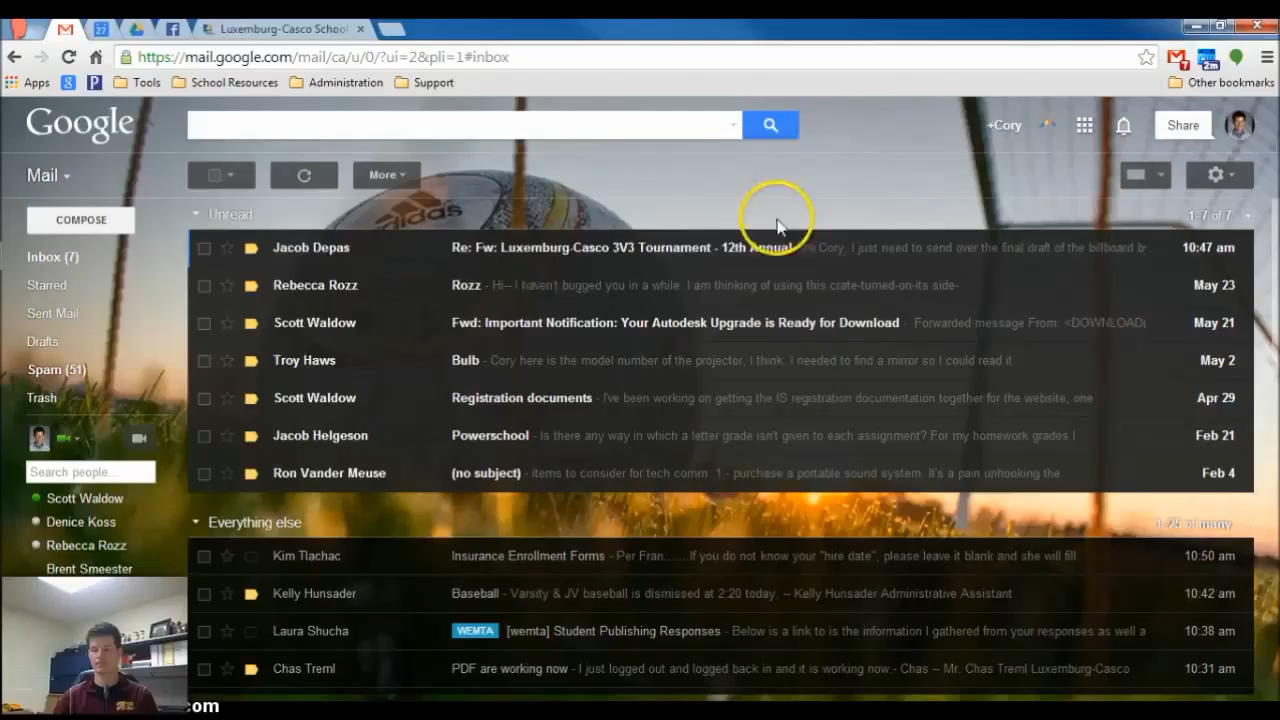 27
Luxemburg-Casco School
https://mail.google.com/mail/ca/u/0/?ui=2&pli=1#inbox
7
2m
Apps
Tools
School Resources
Administration
Support
Other bookmarks
Google
+Cory
Share
Mail
More
COMPOSE
Unread
1-7 of 7
adidas
Inbox (7)
Starred
Sent Mail
Drafts
Spam (51)
Trash
Search people...
Scott Waldow
Denice Koss
Rebecca Rozz
Brent Smeester
Jacob Depas Re: Fw: Luxemburg-Casco 3V3 Tournament - 12th Annual Cory, I just need to send over the final draft of the billboard by 10:47 am
Rebecca Rozz Rozz - Hi-- I haven't bugged you in a while. I am thinking of using this crate-turned-on-its side- May 23
Scott Waldow Fwd: Important Notification: Your Autodesk Upgrade is Ready for Download - Forwarded message From: <DOWNLOAD May 21
Troy Haws Bulb - Cory here is the model number of the projector, I think. I needed to find a mirror so I could read it May 2
Scott Waldow Registration documents - I've been working on getting the IS registration documentation together for the website, one Apr 29
Jacob Helgeson Powerschool - Is there any way in which a letter grade isn't given to each assignment? For my homework grades I Feb 21
Ron Vander Meuse (no subject) - items to consider for tech comm 1.- purchase a portable sound system. It's a pain unhooking the Feb 4
Everything else 1-25 of many
Kim Tlachac Insurance Enrollment Forms - Per Fran....... If you do not know your "hire date", please leave it blank and she will fill 10:50 am
Kelly Hunsader Baseball - Varsity & JV baseball is dismissed at 2:20 today. -- Kelly Hunsader Administrative Assistant 10:42 am
Laura Shucha WEMTA [wemta] Student Publishing Responses - Below is a link to is the information I gathered from your responses as well a 10:38 am
Chas Treml PDF are working now - I just logged out and logged back in and it is working now.- Chas -- Mr. Chas Treml Luxemburg-Casco 10:31 am
com